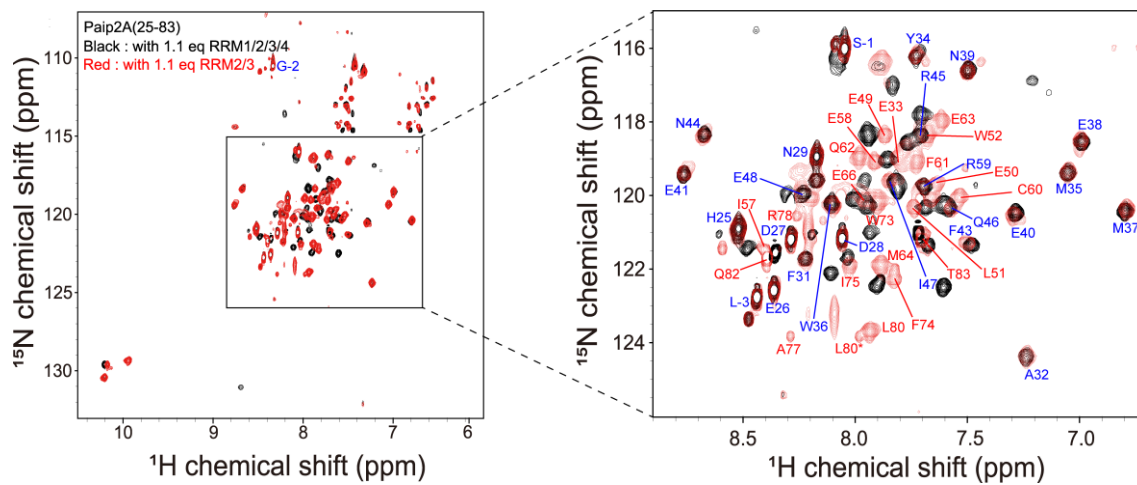 Paip2A(25-83)
Black : with 1.1 eq RRM1/2/3/4
Red : with 1.1 eq RRM2/3
G-2
110
115
120
125
130
¹⁵N chemical shift (ppm)
10
9
8
7
6
¹H chemical shift (ppm)
116
118
120
122
124
¹⁵N chemical shift (ppm)
S-1
Y34
N39
R45
E49
E33
E58
E63
N44
W52
E38
Q62
N29
F61
R59
M35
E41
E48
E66
E50
C60
I57
R78
W73
Q46
M37
H25
D27
F43
E40
D28
M64
Q82
F31
I75
I47
T83
L51
L-3
E26
W36
F74
A77
L80*
L80
A32
8.5
8.0
7.5
7.0
¹H chemical shift (ppm)